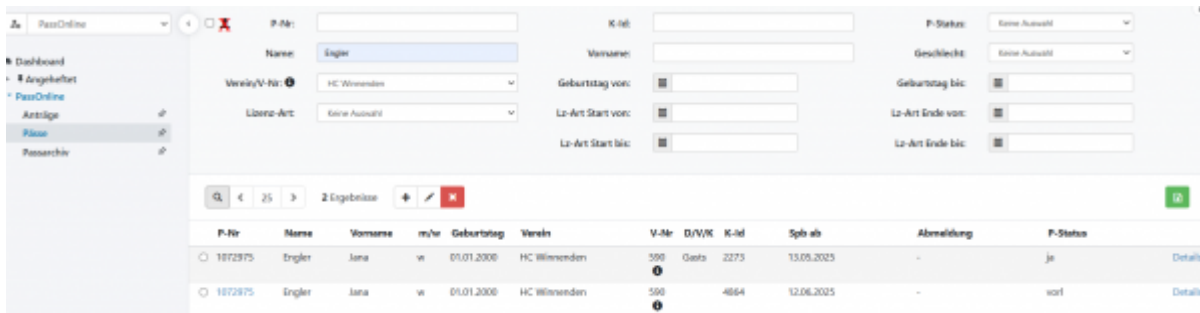 PassOnline
P-Nr:
K-Id:
P-Status: Keine Auswahl
Name: Engler
Vorname:
Geschlecht: Keine Auswahl
Dashboard
Angeheftet
Verein/V-Nr: HC Winnenden
Geburtstag von:
Geburtstag bis:
PassOnline
Anträge
Lizenz-Art: Keine Auswahl
Lz-Art Start von:
Lz-Art Ende von:
Pässe
Passarchiv
Lz-Art Start bis:
Lz-Art Ende bis:
25 2 Ergebnisse
P-Nr Name Vorname m/w Geburtstag Verein V-Nr D/V/K K-Id Spb ab Abmeldung P-Status
1072975 Engler Jana w 01.01.2000 HC Winnenden 590 Gasts 2273 13.05.2025 - ja Details
1072975 Engler Jana w 01.01.2000 HC Winnenden 590 4864 12.06.2025 - vorl Details